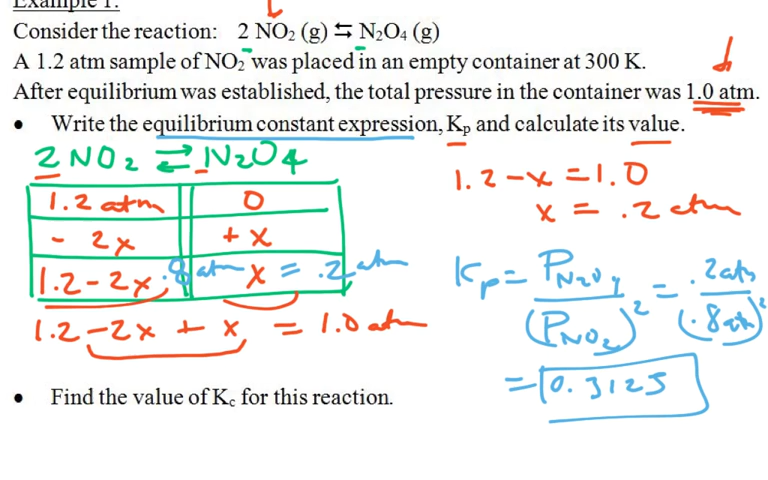 Example 1:
Consider the reaction: 2 NO₂ (g) ⇆ N₂O₄ (g)
A 1.2 atm sample of NO₂ was placed in an empty container at 300 K.
After equilibrium was established, the total pressure in the container was 1.0 atm.
• Write the equilibrium constant expression, Kₚ and calculate its value.
2 NO₂ ⇄ N₂O₄
1.2 atm 0
- 2x + x
1.2 - 2x .8 atm x = .2 atm
1.2 - 2x + x = 1.0 atm
1.2 - x = 1.0
x = .2 atm
Kp = P N₂O₄ / (P NO₂)² = .2 atm / (.8 atm)²
= 0.3125
• Find the value of K꜀ for this reaction.